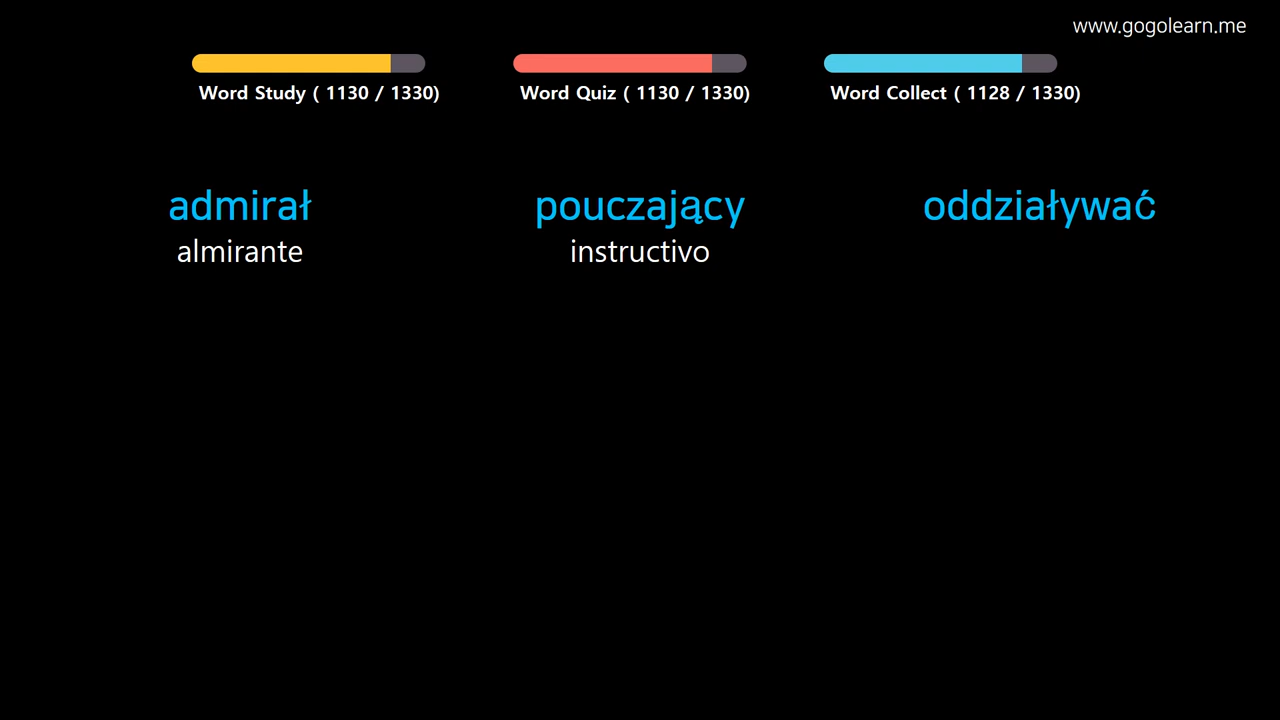 www.gogolearn.me
Word Study ( 1130 / 1330)
Word Quiz ( 1130 / 1330)
Word Collect ( 1128 / 1330)
admirał
pouczający
oddziaływać
almirante
instructivo